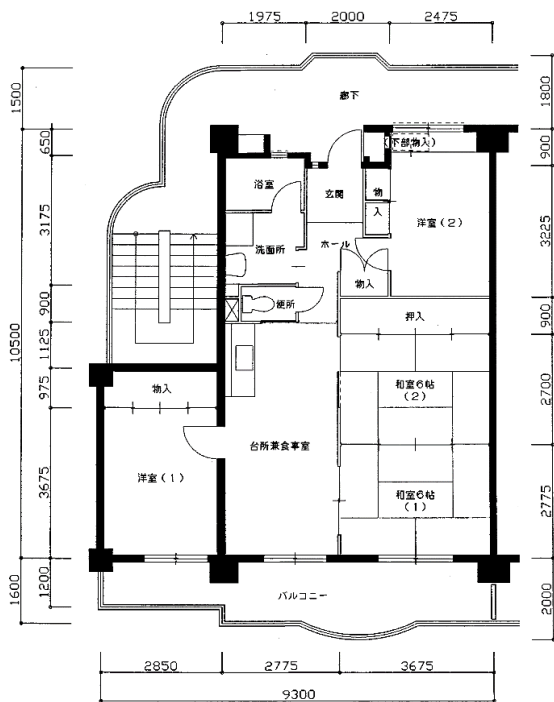 1975
2000
2475
1500
10500
1600
650
3175
900
1125
975
3675
1200
1800
900
3225
900
2700
2775
2000
廊下
(下部物入)
浴室
玄関
物
入
洋室(2)
洗面所
ホール
物入
便所
押入
物入
和室6帖
(2)
台所兼食事室
洋室(1)
和室6帖
(1)
バルコニー
2850
2775
3675
9300